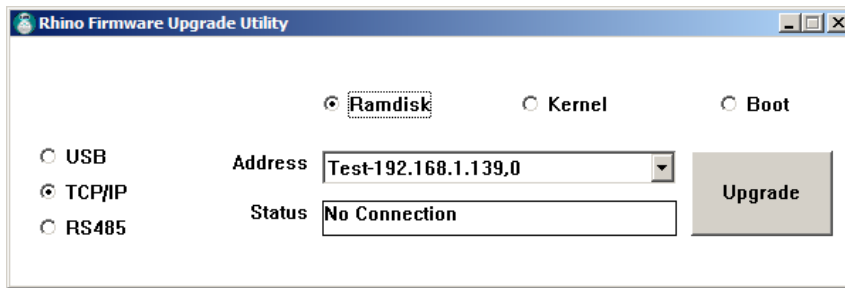 Rhino Firmware Upgrade Utility
Ramdisk Kernel Boot
USB
TCP/IP
RS485
Address Test-192.168.1.139,0
Status No Connection
Upgrade